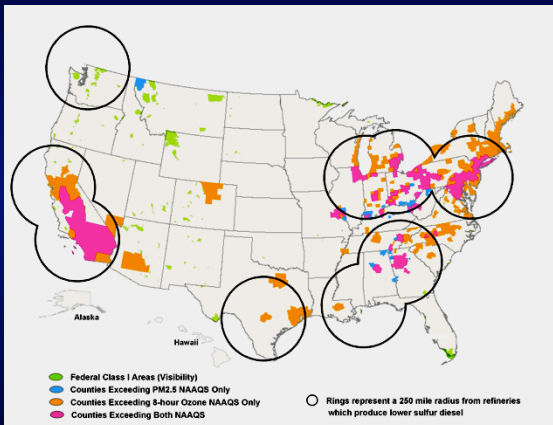 Alaska
Hawaii
Federal Class I Areas (Visibility)
Counties Exceeding PM2.5 NAAQS Only
Counties Exceeding 8-hour Ozone NAAQS Only
Counties Exceeding Both NAAQS
Rings represent a 250 mile radius from refineries
which produce lower sulfur diesel